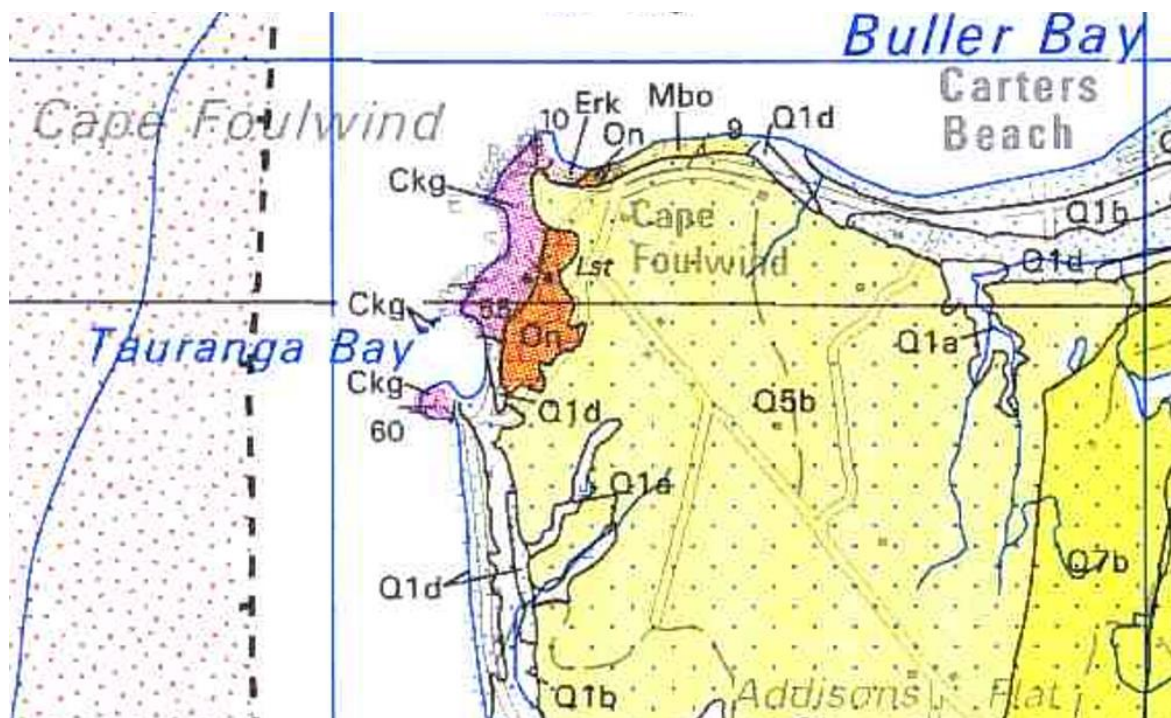 Buller Bay
Carters
Beach
Cape Foulwind
10
Erk
Mbo
On
9
Q1d
Ckg
Q1b
Cape
Foulwind
Lst
Q1d
Ckg
55
On
Q1a
Tauranga Bay
Ckg
Q1d
Q5b
60
Q1a
Q7b
Q1d
Q1b
Addisons Flat